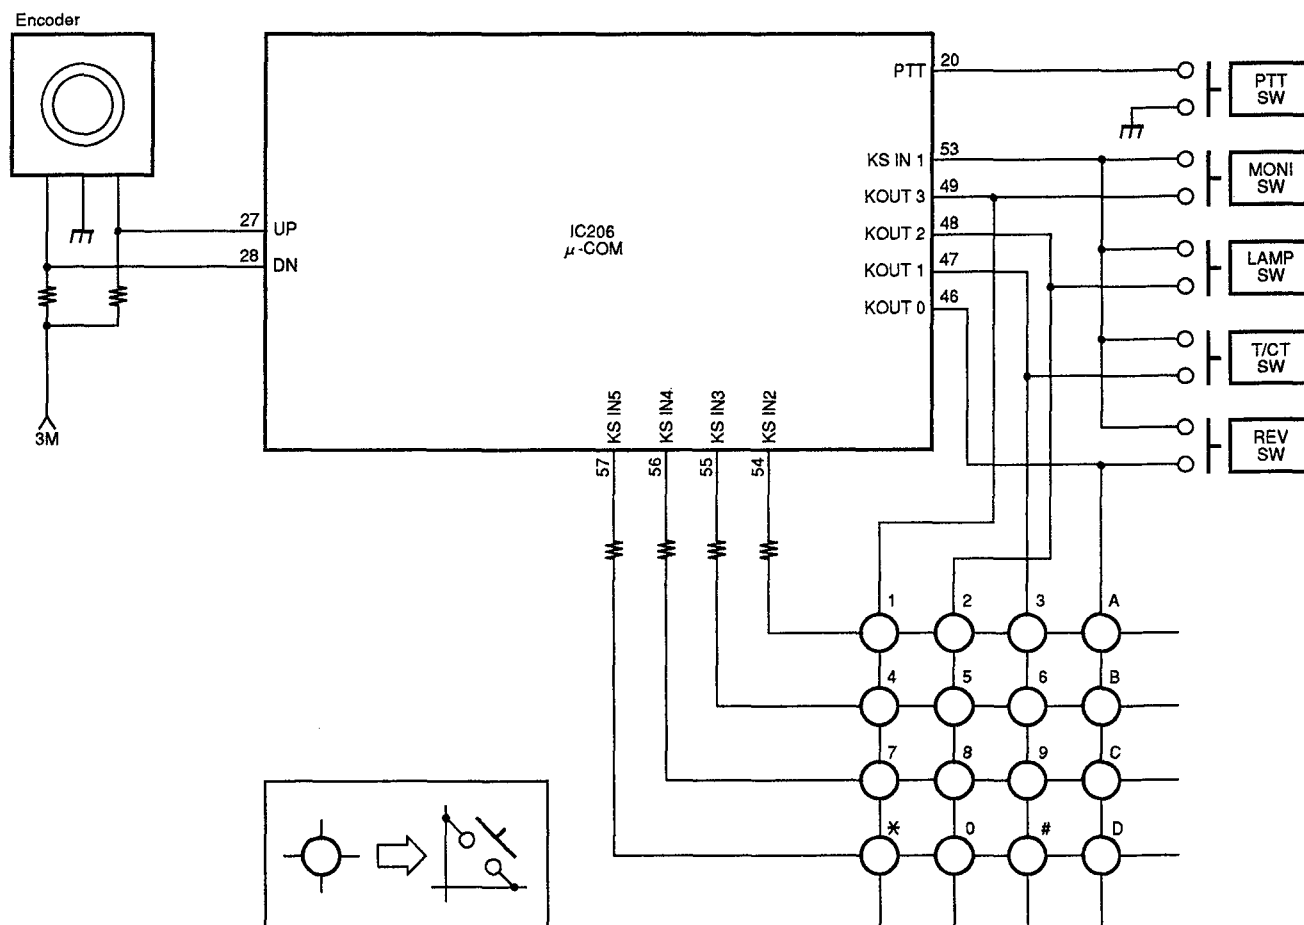 Encoder
PTT 20
PTT
SW
KS IN 1 53
MONI
SW
KOUT 3 49
27 UP
IC206
μ-COM
KOUT 2 48
28 DN
KOUT 1 47
LAMP
SW
KOUT 0 46
T/CT
SW
3M
KS IN5 KS IN4 KS IN3 KS IN2
57 56 55 54
REV
SW
1 2 3 A
4 5 6 B
7 8 9 C
* 0 # D